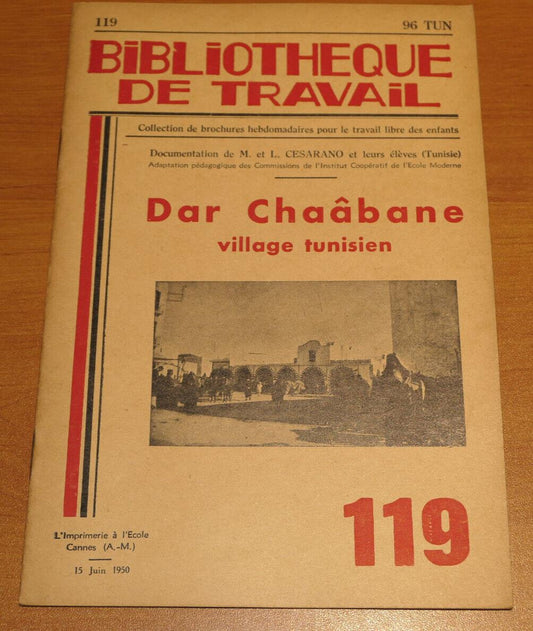 119 96 TUN
BiBLiOTHEQUE
DE TRAVAiL
Collection de brochures hebdomadaires pour le travail libre des enfants
Documentation de M. et L. CESARANO et leurs élèves (Tunisie)
Adaptation pédagogique des Commissions de l'Institut Coopératif de l'Ecole Moderne
Dar Chaâbane
village tunisien
119
L'Imprimerie à l'Ecole
Cannes (A.-M.)
15 Juin 1950